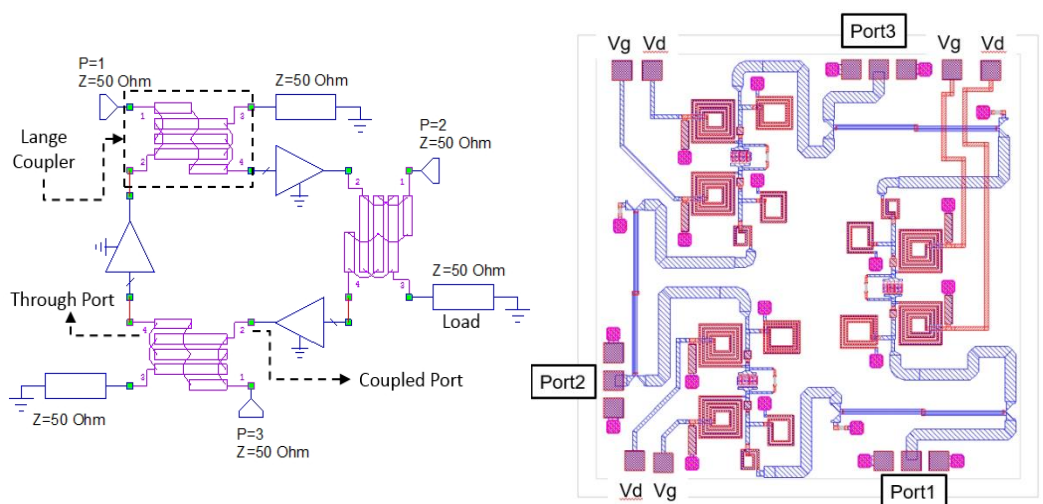 P=1
Z=50 Ohm
Z=50 Ohm
1
3
2
4
Lange
Coupler
P=2
Z=50 Ohm
2
1
4
3
Z=50 Ohm
Load
Through Port
4
2
3
1
Coupled Port
Z=50 Ohm
P=3
Z=50 Ohm
Vg
Vd
Port3
Vg
Vd
Port2
Vd
Vg
Port1